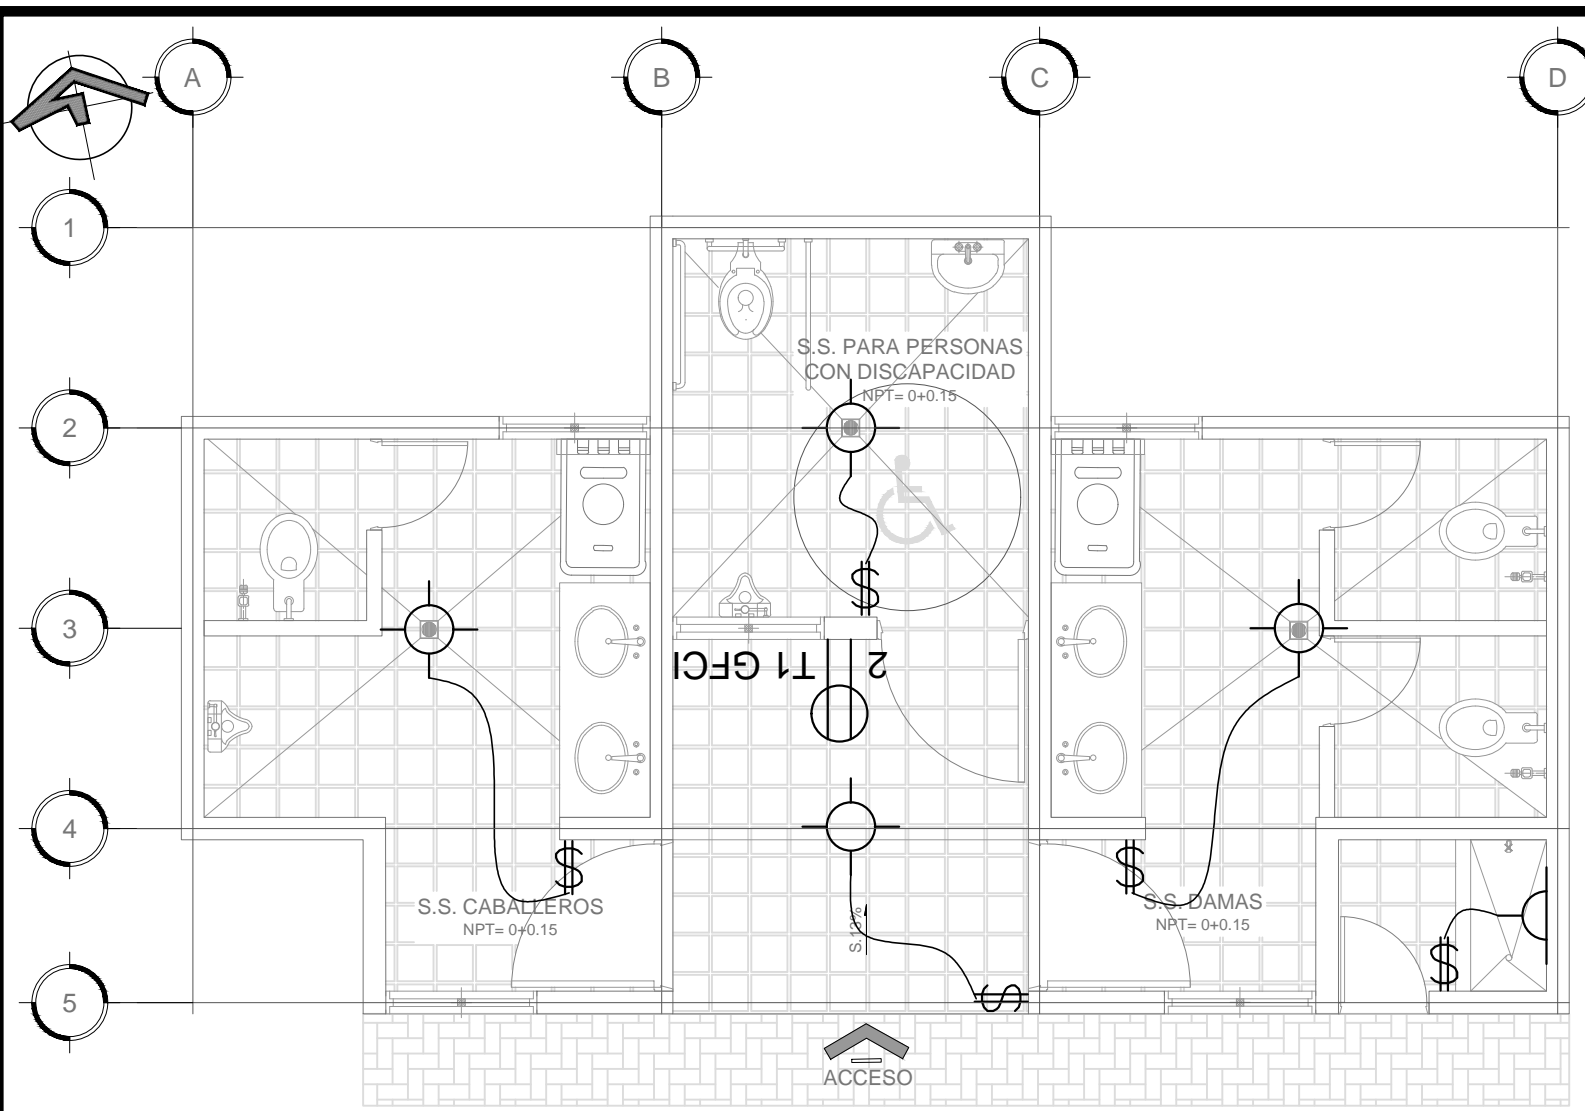 A
B
C
D
1
2
3
4
5
S.S. PARA PERSONAS
CON DISCAPACIDAD
NPT= 0+0.15
$
T1 GFCI
2
$
S.S. CABALLEROS
NPT= 0+0.15
S.13%
$
S.S. DAMAS
NPT= 0+0.15
$
$
ACCESO